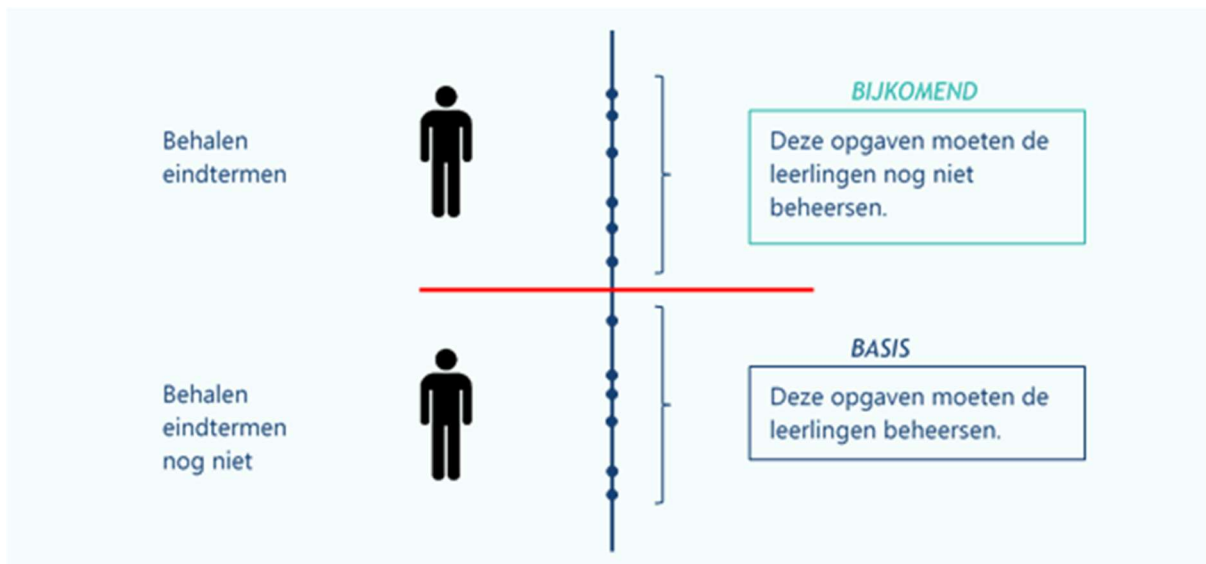 Behalen
eindtermen
BIJKOMEND
Deze opgaven moeten de
leerlingen nog niet
beheersen.
Behalen
eindtermen
nog niet
BASIS
Deze opgaven moeten de
leerlingen beheersen.